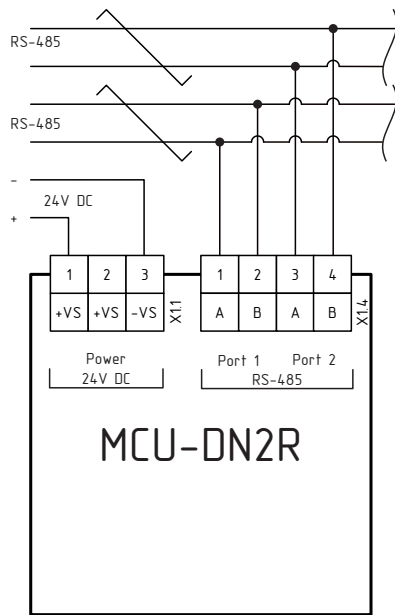 RS-485
RS-485
-
24V DC
+
1 2 3
+VS +VS -VS
X1.1
1 2 3 4
A B A B
X1.4
Power
24V DC
Port 1 Port 2
RS-485
MCU-DN2R